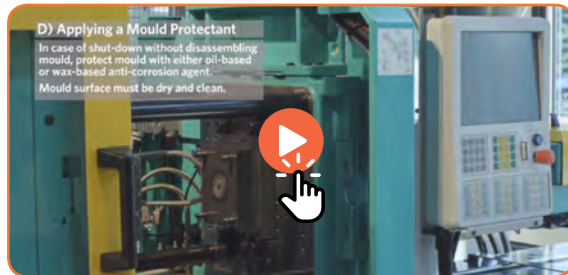 D) Applying a Mould Protectant
In case of shut-down without disassembling
mould, protect mould with either oil-based
or wax-based anti-corrosion agent.
Mould surface must be dry and clean.